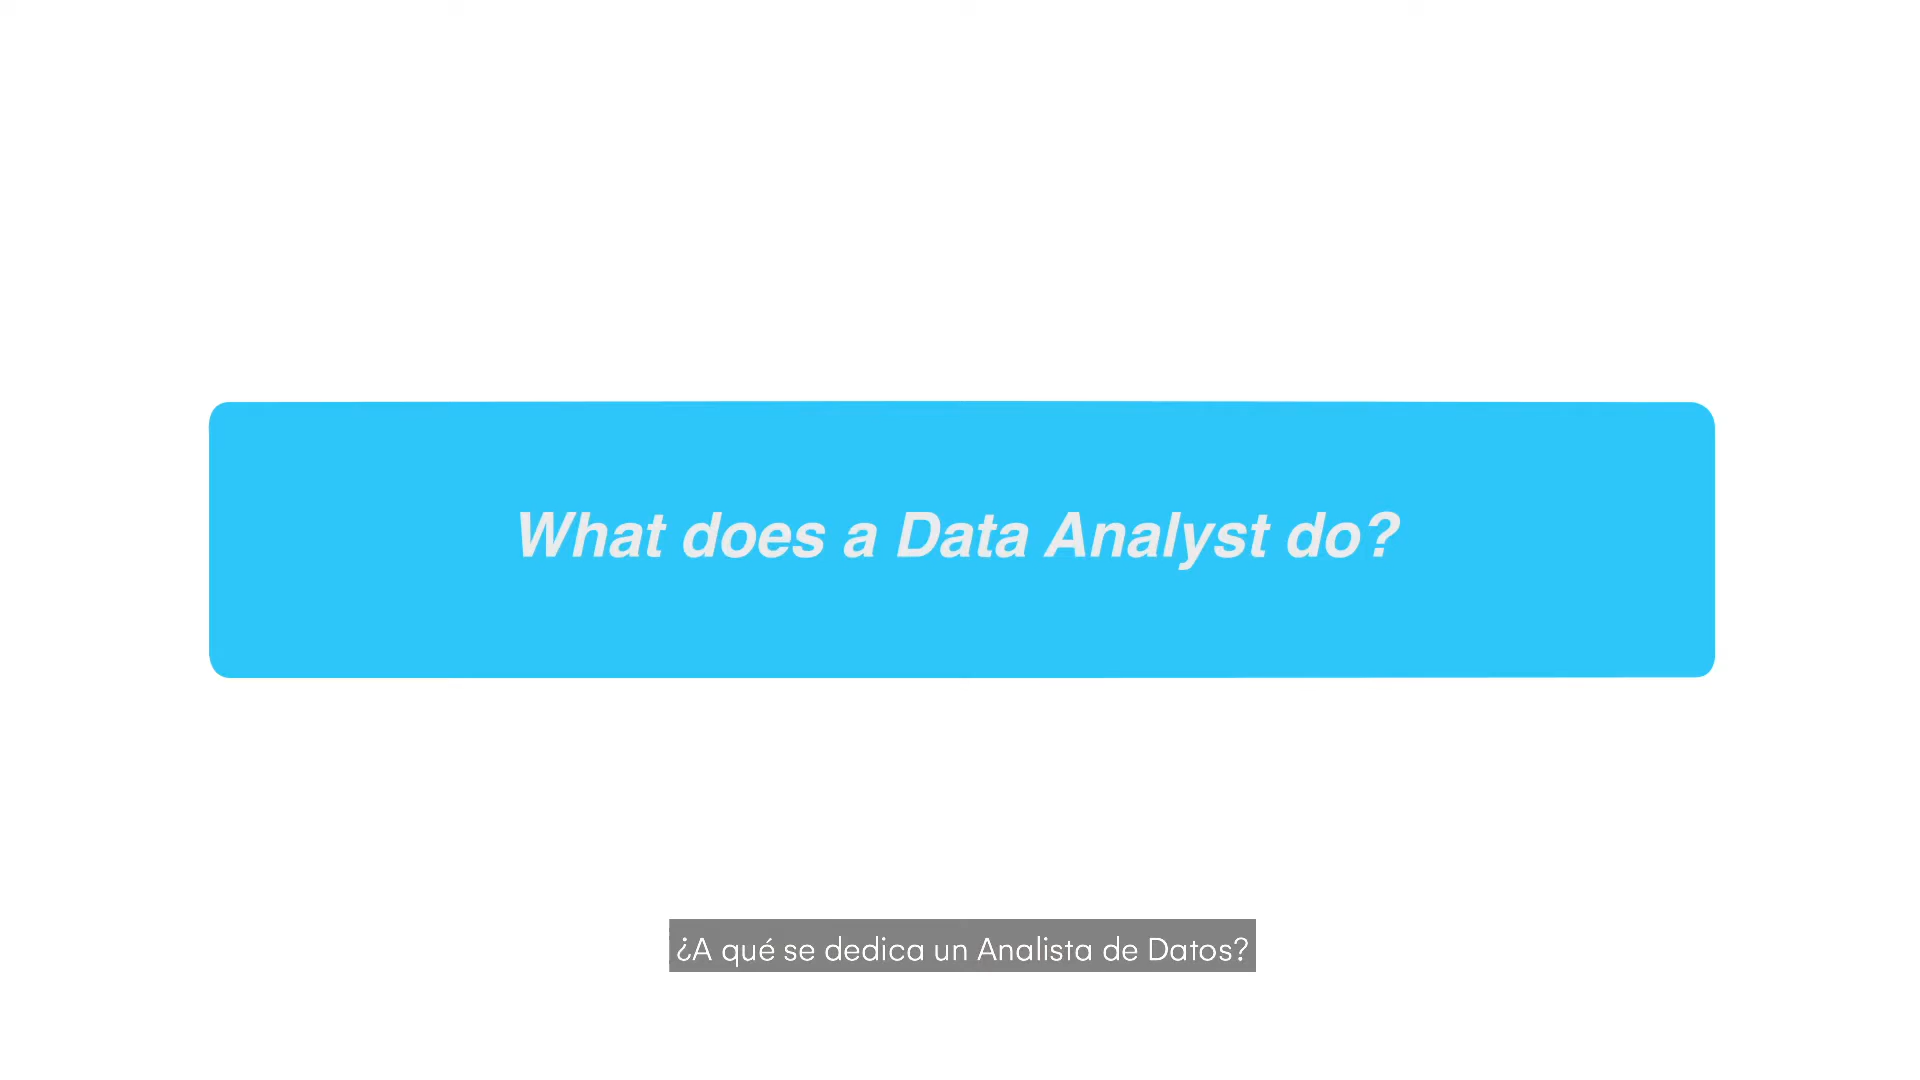 What does a Data Analyst do?
¿A qué se dedica un Analista de Datos?